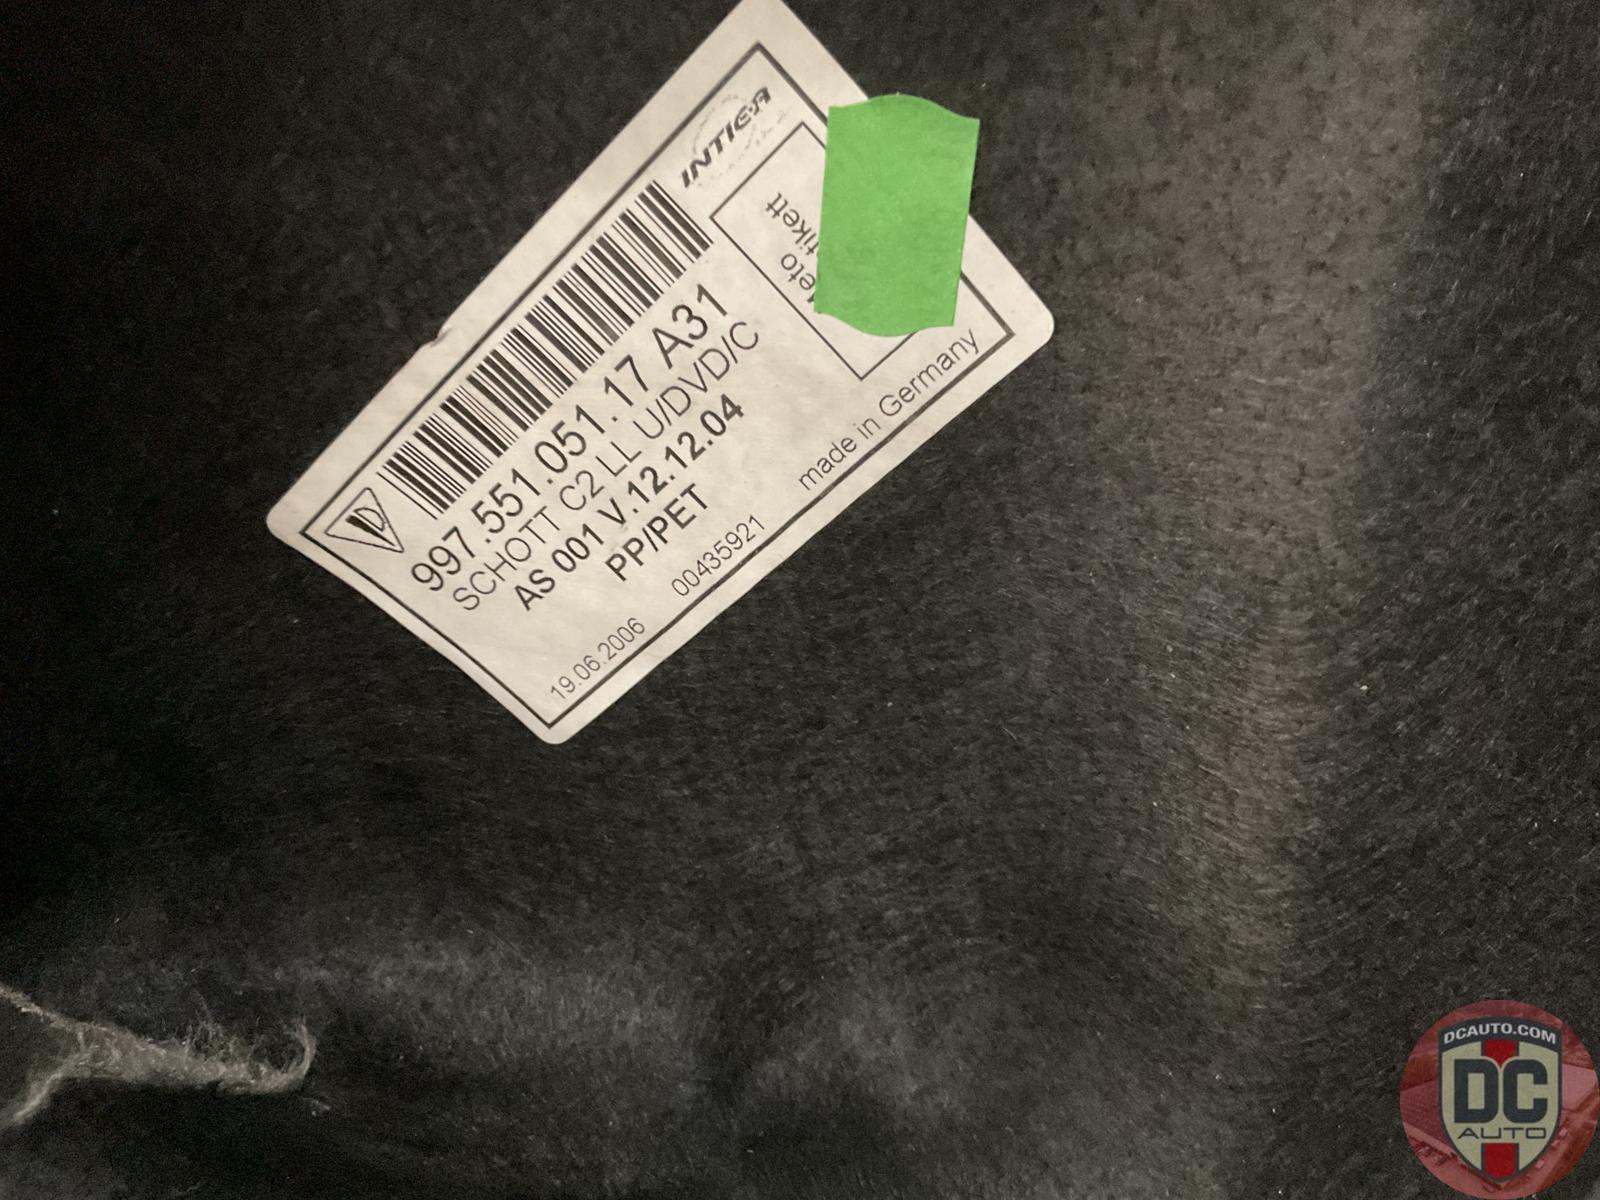 INTIER
997.551.051.17 A31
SCHOTT C2 LL U/DVD/C
AS 001 V.12.12.04
PP/PET
19.06.2006 00435921
made in Germany
DCAUTO.COM
DC
AUTO